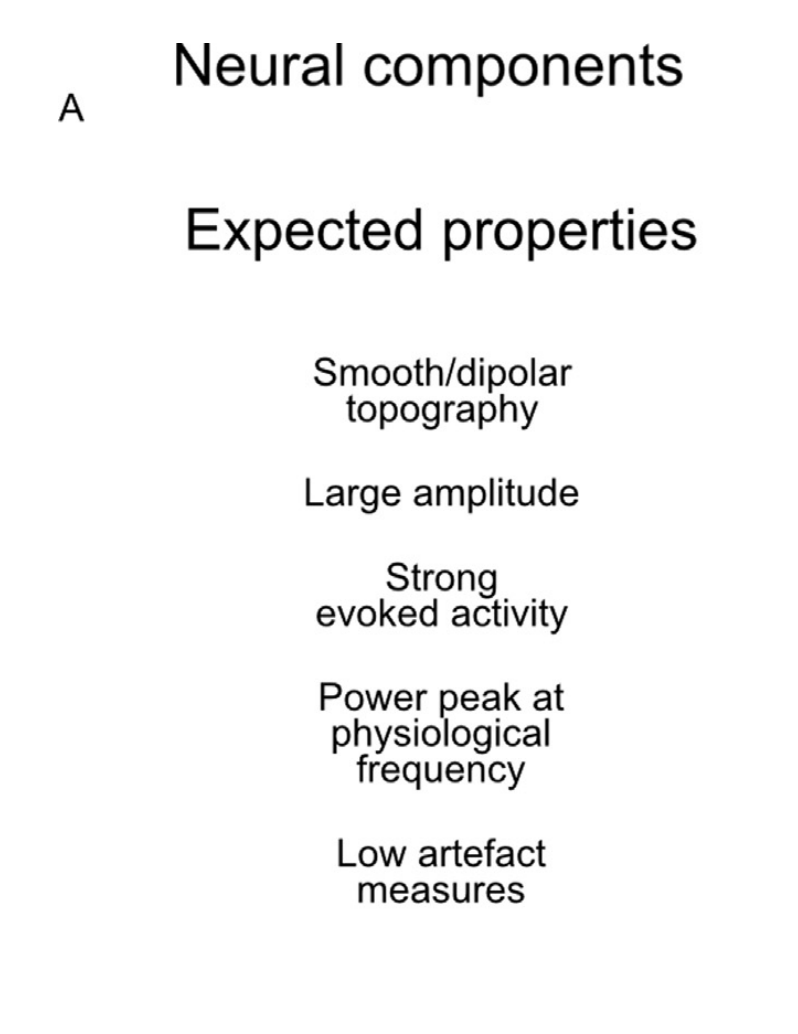 Neural components
A
Expected properties
Smooth/dipolar
topography
Large amplitude
Strong
evoked activity
Power peak at
physiological
frequency
Low artefact
measures